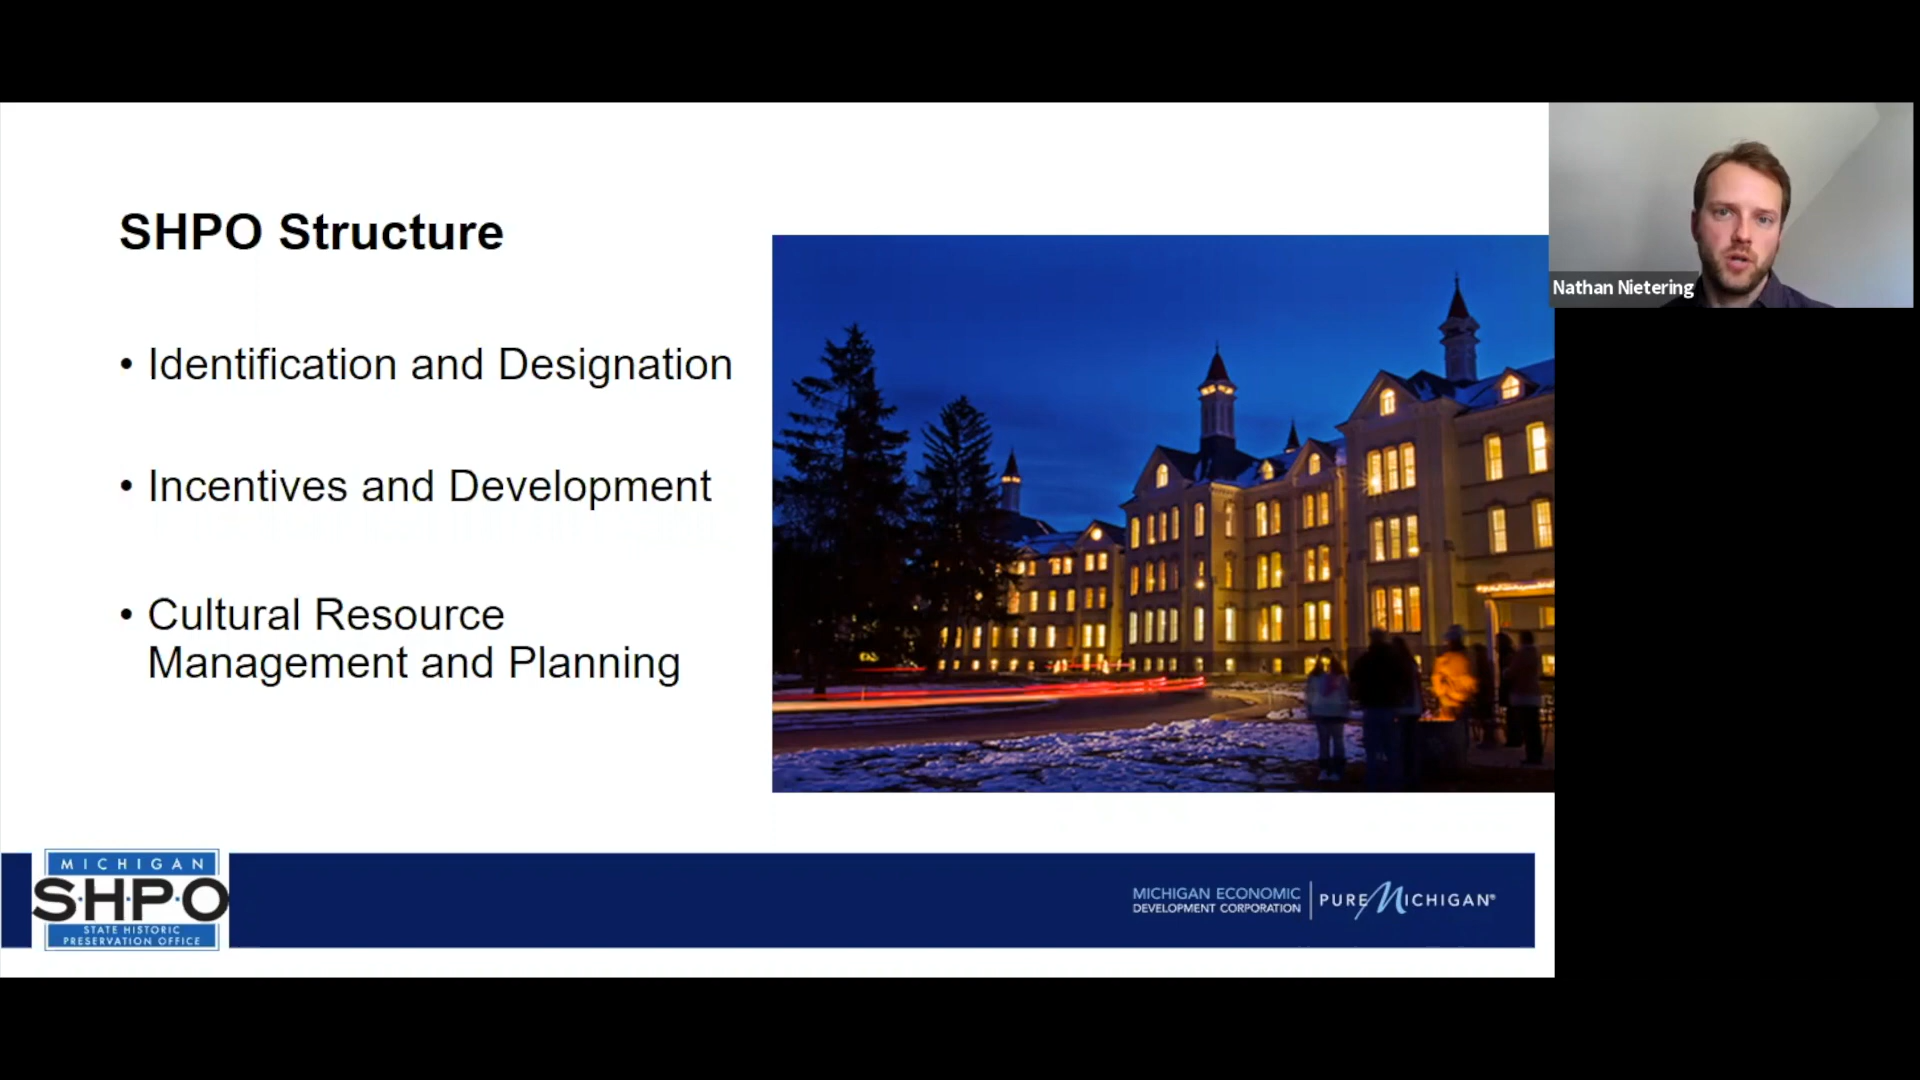 SHPO Structure
• Identification and Designation
• Incentives and Development
• Cultural Resource
Management and Planning
Nathan Nietering
MICHIGAN
S·H·P·O
STATE HISTORIC
PRESERVATION OFFICE
MICHIGAN ECONOMIC
DEVELOPMENT CORPORATION
PURE MICHIGAN®